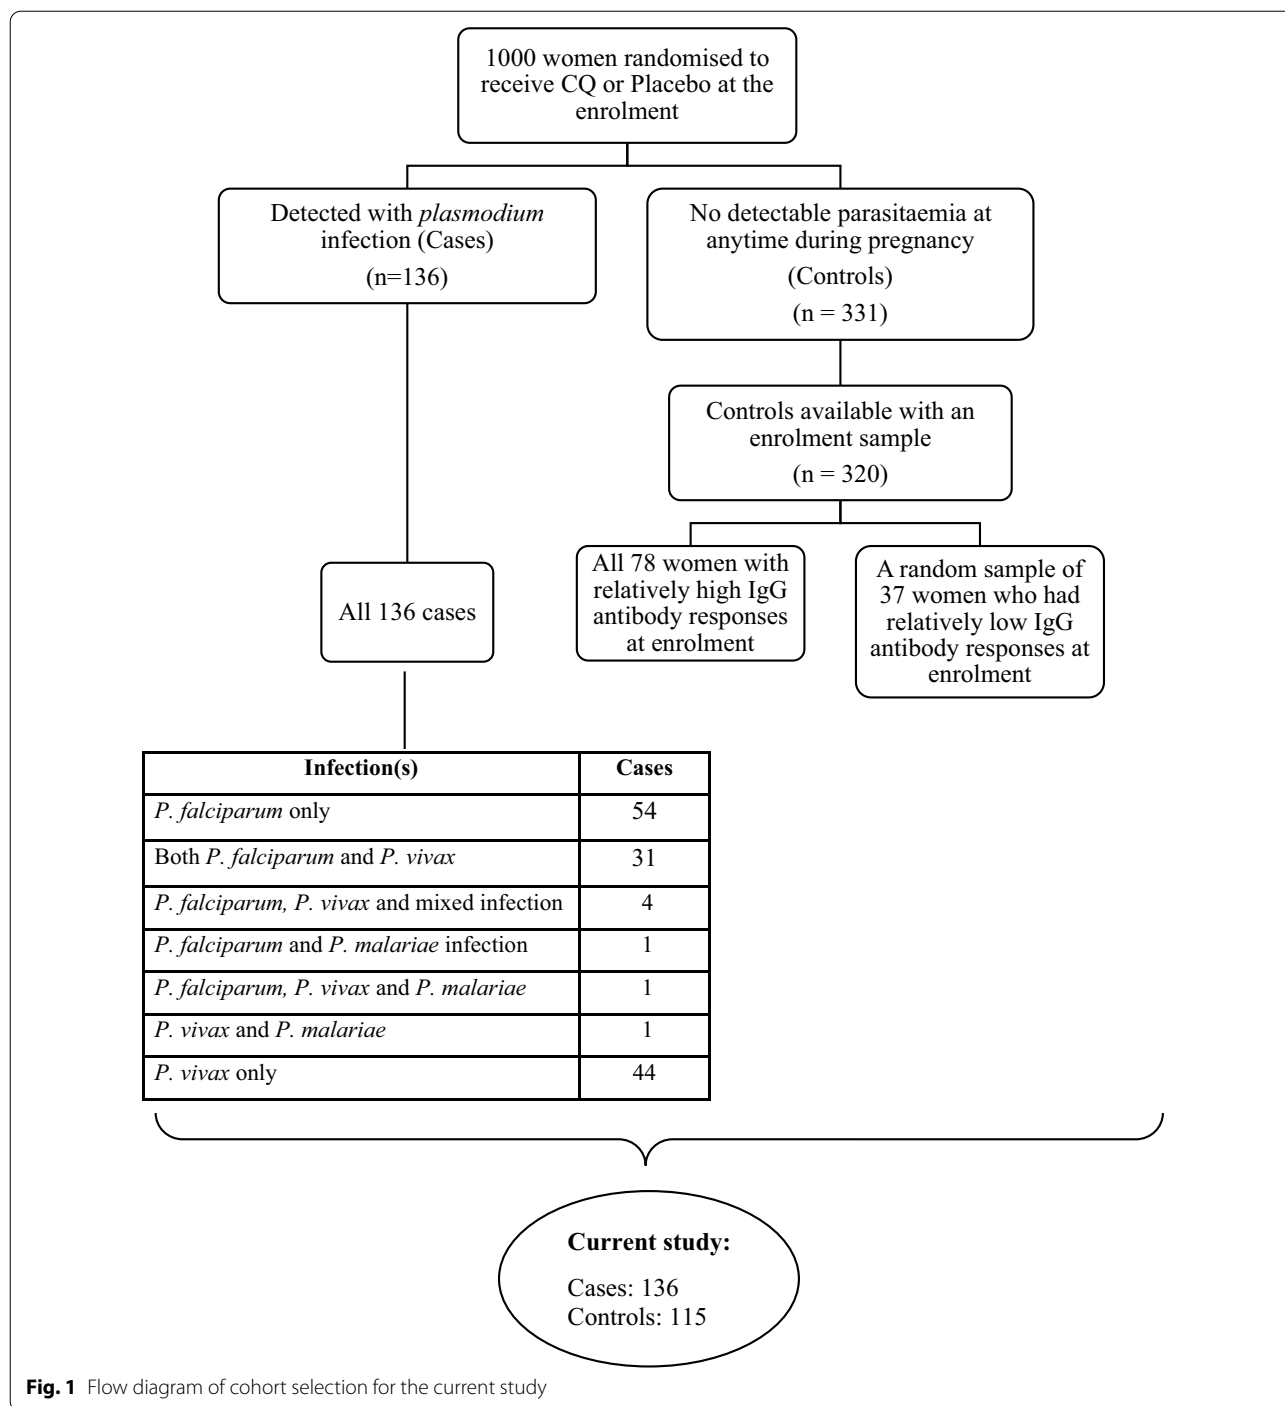 1000 women randomised to
receive CQ or Placebo at the
enrolment
Detected with plasmodium
infection (Cases)
(n=136)
No detectable parasitaemia at
anytime during pregnancy
(Controls)
(n = 331)
Controls available with an
enrolment sample
(n = 320)
All 136 cases
All 78 women with
relatively high IgG
antibody responses
at enrolment
A random sample of
37 women who had
relatively low IgG
antibody responses at
enrolment
Infection(s) Cases
P. falciparum only 54
Both P. falciparum and P. vivax 31
P. falciparum, P. vivax and mixed infection 4
P. falciparum and P. malariae infection 1
P. falciparum, P. vivax and P. malariae 1
P. vivax and P. malariae 1
P. vivax only 44
Current study:
Cases: 136
Controls: 115
Fig. 1 Flow diagram of cohort selection for the current study